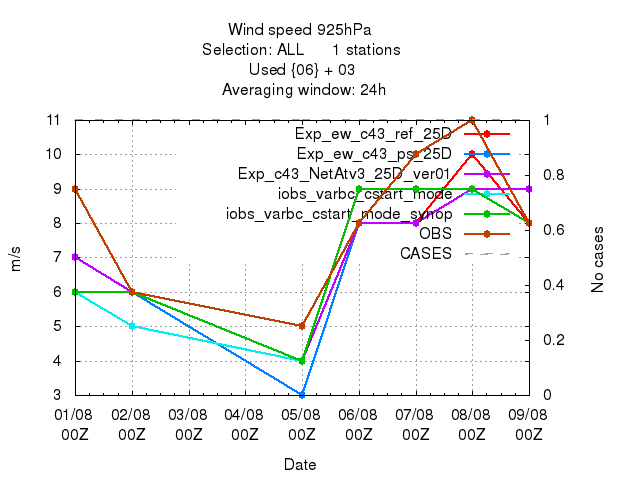 Wind speed 925hPa
Selection: ALL 1 stations
Used {06} + 03
Averaging window: 24h
11
10
9
8
7
6
5
4
3
m/s
1
0.8
0.6
0.4
0.2
0
No cases
Exp_ew_c43_ref_25D
Exp_ew_c43_ps_25D
Exp_c43_NetAtv3_25D_ver01
iobs_varbc_cstart_mode
iobs_varbc_cstart_mode_synop
OBS
CASES
01/08 02/08 03/08 04/08 05/08 06/08 07/08 08/08 09/08
00Z 00Z 00Z 00Z 00Z 00Z 00Z 00Z 00Z
Date